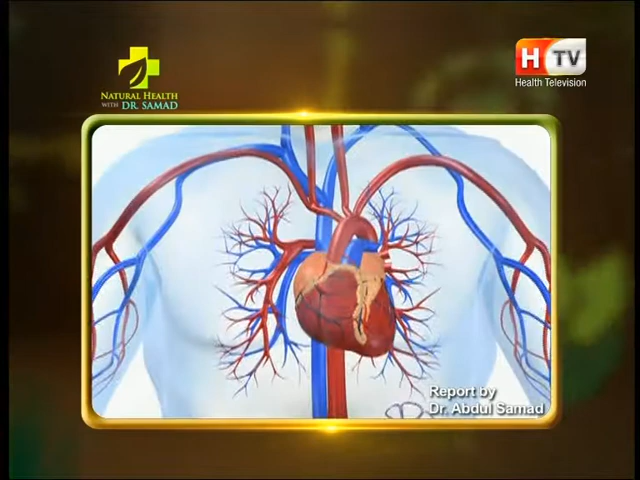 NATURAL HEALTH
WITH DR. SAMAD
H TV
Health Television
Report by
Dr. Abdul Samad